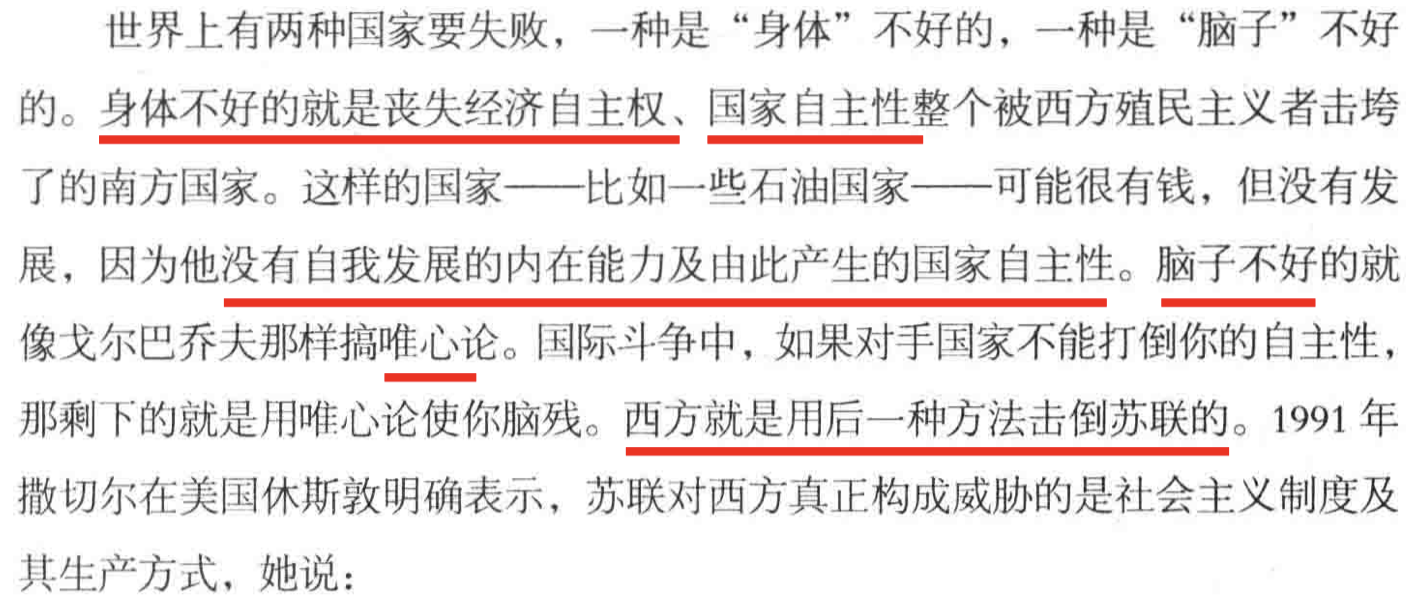 世界上有两种国家要失败，一种是“身体”不好的，一种是“脑子”不好
的。身体不好的就是丧失经济自主权、国家自主性整个被西方殖民主义者击垮
了的南方国家。这样的国家——比如一些石油国家——可能很有钱，但没有发
展，因为他没有自我发展的内在能力及由此产生的国家自主性。脑子不好的就
像戈尔巴乔夫那样搞唯心论。国际斗争中，如果对手国家不能打倒你的自主性，
那剩下的就是用唯心论使你脑残。西方就是用后一种方法击倒苏联的。1991 年
撒切尔在美国休斯敦明确表示，苏联对西方真正构成威胁的是社会主义制度及
其生产方式，她说：